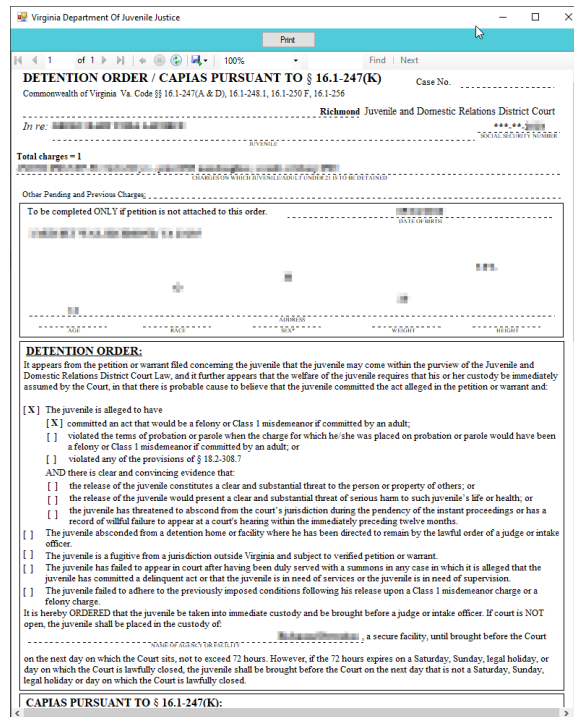 Virginia Department Of Juvenile Justice
Print
1 of 1 100% Find | Next
DETENTION ORDER / CAPIAS PURSUANT TO § 16.1-247(K) Case No.
Commonwealth of Virginia Va. Code §§ 16.1-247(A & D), 16.1-248.1, 16.1-250 F, 16.1-256
Richmond Juvenile and Domestic Relations District Court
In re: ***-**-
JUVENILE SOCIAL SECURITY NUMBER
Total charges = 1
CHARGES ON WHICH JUVENILE/ADULT UNDER 21 IS TO BE DETAINED
Other Pending and Previous Charges:
To be completed ONLY if petition is not attached to this order.
DATE OF BIRTH
ADDRESS
AGE RACE SEX* WEIGHT HEIGHT
DETENTION ORDER:
It appears from the petition or warrant filed concerning the juvenile that the juvenile may come within the purview of the Juvenile and
Domestic Relations District Court Law, and it further appears that the welfare of the juvenile requires that his or her custody be immediately
assumed by the Court, in that there is probable cause to believe that the juvenile committed the act alleged in the petition or warrant and:
[ X ] The juvenile is alleged to have
[ X ] committed an act that would be a felony or Class 1 misdemeanor if committed by an adult;
[ ] violated the terms of probation or parole when the charge for which he/she was placed on probation or parole would have been
a felony or Class 1 misdemeanor if committed by an adult; or
[ ] violated any of the provisions of § 18.2-308.7
AND there is clear and convincing evidence that:
[ ] the release of the juvenile constitutes a clear and substantial threat to the person or property of others; or
[ ] the release of the juvenile would present a clear and substantial threat of serious harm to such juvenile's life or health; or
[ ] the juvenile has threatened to abscond from the court's jurisdiction during the pendency of the instant proceedings or has a
record of willful failure to appear at a court's hearing within the immediately preceding twelve months.
[ ] The juvenile absconded from a detention home or facility where he has been directed to remain by the lawful order of a judge or intake
officer.
[ ] The juvenile is a fugitive from a jurisdiction outside Virginia and subject to verified petition or warrant.
[ ] The juvenile has failed to appear in court after having been duly served with a summons in any case in which it is alleged that the
juvenile has committed a delinquent act or that the juvenile is in need of services or the juvenile is in need of supervision.
[ ] The juvenile failed to adhere to the previously imposed conditions following his release upon a Class 1 misdemeanor charge or a
felony charge.
It is hereby ORDERED that the juvenile be taken into immediate custody and be brought before a judge or intake officer. If court is NOT
open, the juvenile shall be placed in the custody of:
, a secure facility, until brought before the Court
NAME OF AGENCY OR FACILITY
on the next day on which the Court sits, not to exceed 72 hours. However, if the 72 hours expires on a Saturday, Sunday, legal holiday, or
day on which the Court is lawfully closed, the juvenile shall be brought before the Court on the next day that is not a Saturday, Sunday,
legal holiday or day on which the Court is lawfully closed.
CAPIAS PURSUANT TO § 16.1-247(K):